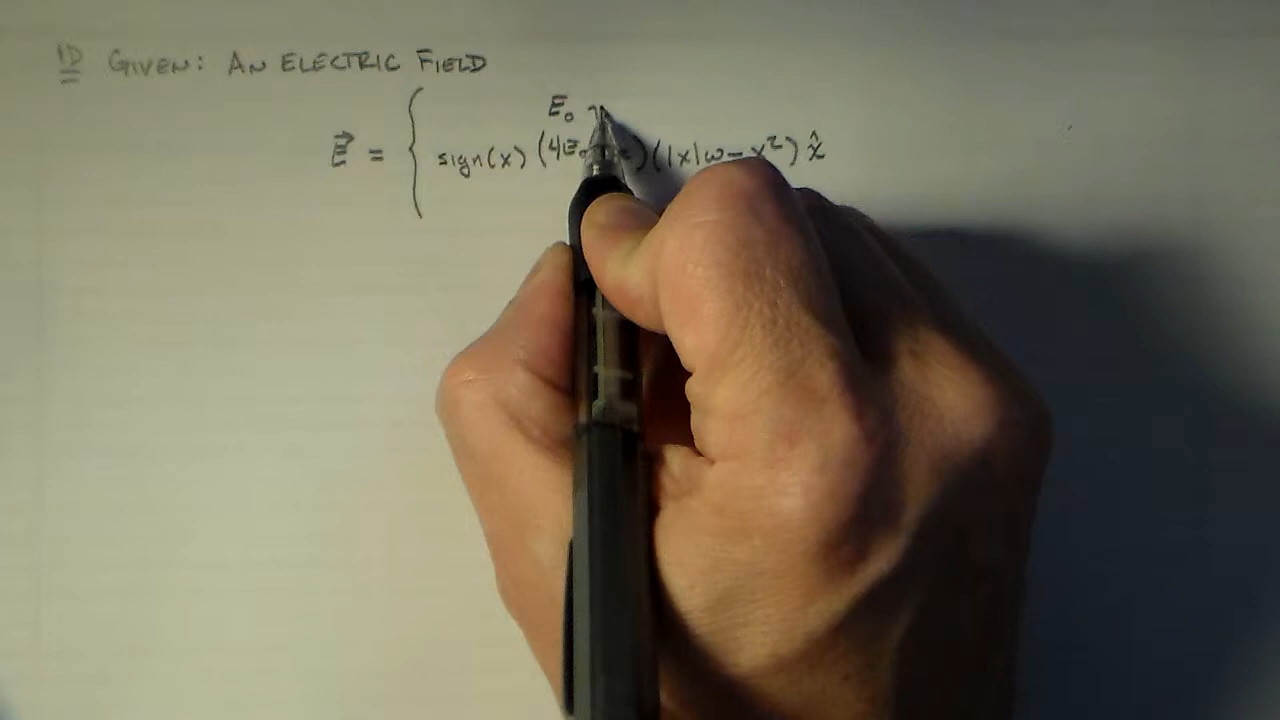 1D GIVEN: AN ELECTRIC FIELD
E₀
E⃗ = { sign(x) (4E₀ )(|x|w-x²) x̂